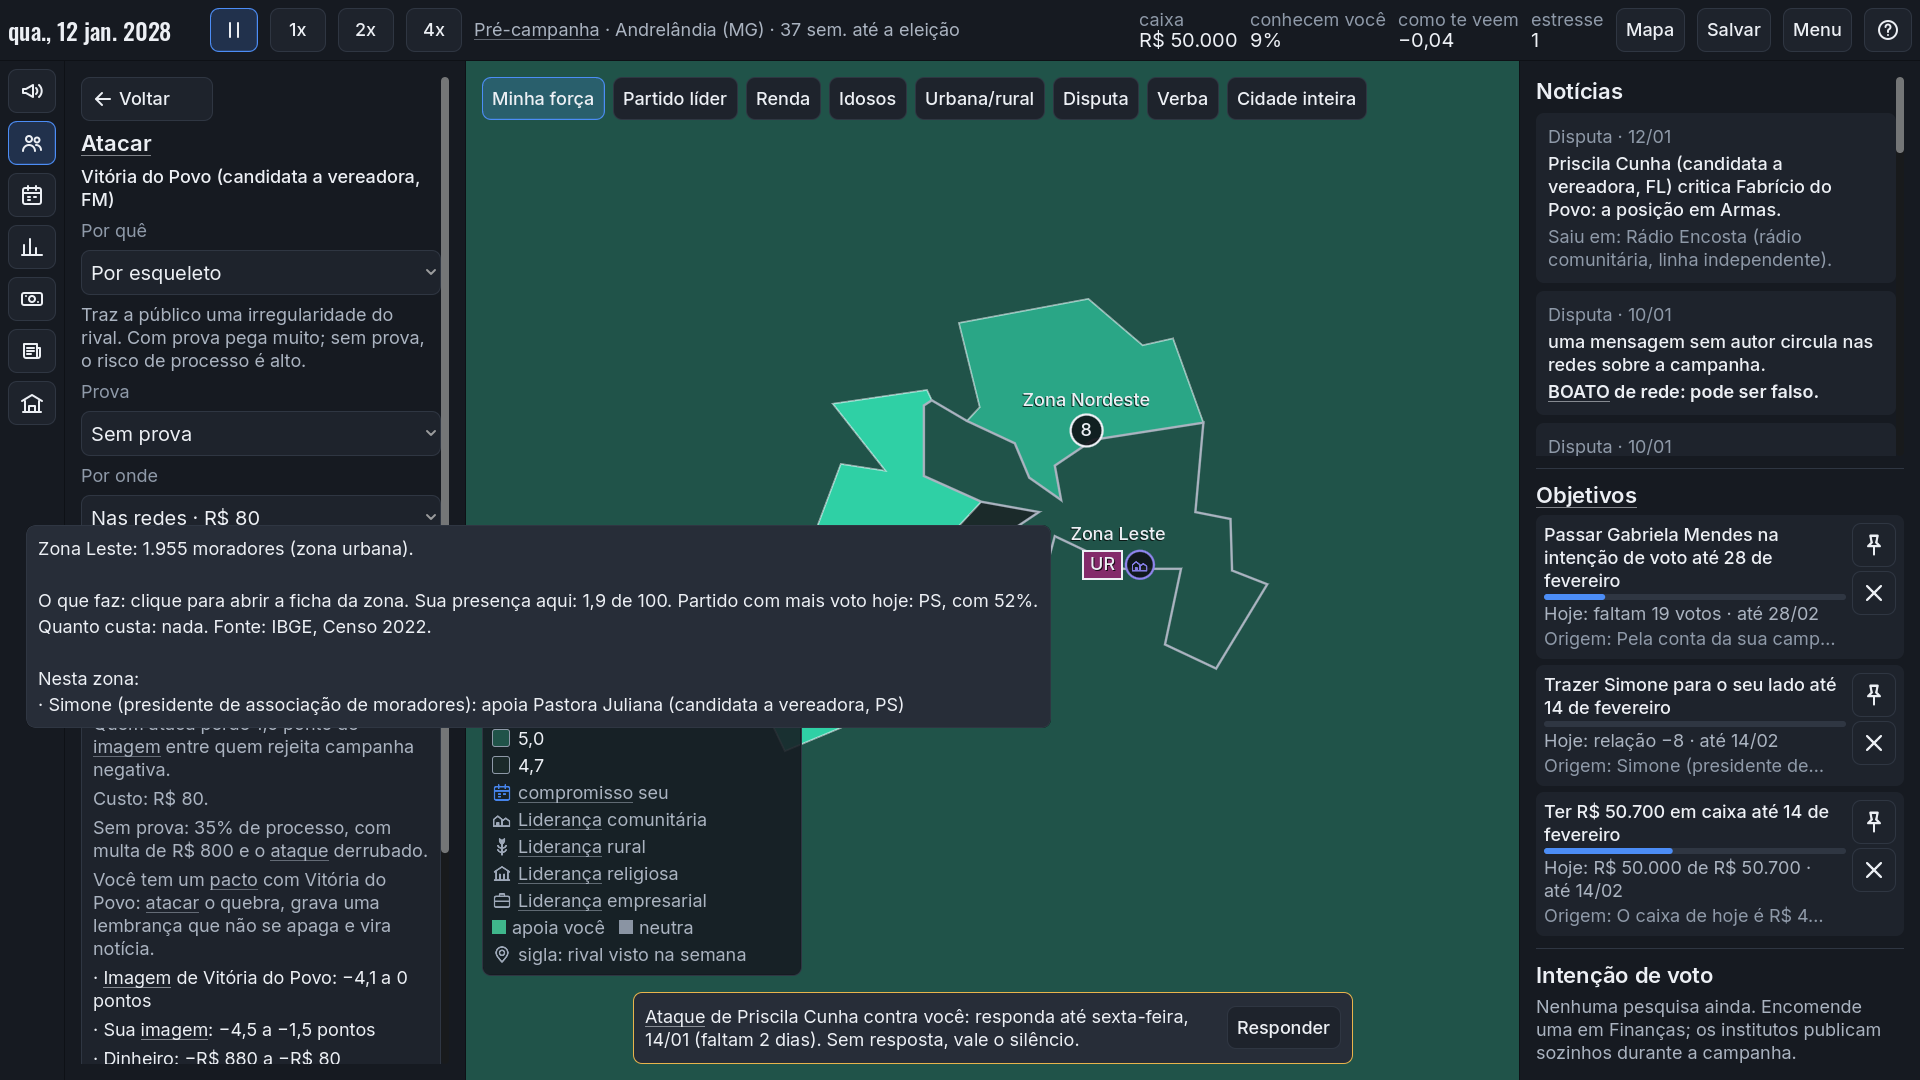 qua., 12 jan. 2028
1x
2x
4x
Pré-campanha · Andrelândia (MG) · 37 sem. até a eleição
caixa
R$ 50.000
conhecem você
9%
como te veem
−0,04
estresse
1
Mapa
Salvar
Menu
Voltar
Atacar
Vitória do Povo (candidata a vereadora,
FM)
Por quê
Por esqueleto
Traz a público uma irregularidade do
rival. Com prova pega muito; sem prova,
o risco de processo é alto.
Prova
Sem prova
Por onde
Nas redes · R$ 80
Zona Leste: 1.955 moradores (zona urbana).
O que faz: clique para abrir a ficha da zona. Sua presença aqui: 1,9 de 100. Partido com mais voto hoje: PS, com 52%.
Quanto custa: nada. Fonte: IBGE, Censo 2022.
Nesta zona:
· Simone (presidente de associação de moradores): apoia Pastora Juliana (candidata a vereadora, PS)
imagem entre quem rejeita campanha
negativa.
Custo: R$ 80.
Sem prova: 35% de processo, com
multa de R$ 800 e o ataque derrubado.
Você tem um pacto com Vitória do
Povo: atacar o quebra, grava uma
lembrança que não se apaga e vira
notícia.
· Imagem de Vitória do Povo: −4,1 a 0
pontos
· Sua imagem: −4,5 a −1,5 pontos
· Dinheiro: −R$ 880 a −R$ 80
Minha força
Partido líder
Renda
Idosos
Urbana/rural
Disputa
Verba
Cidade inteira
Zona Nordeste
8
Zona Leste
UR
5,0
4,7
compromisso seu
Liderança comunitária
Liderança rural
Liderança religiosa
Liderança empresarial
apoia você
neutra
sigla: rival visto na semana
Ataque de Priscila Cunha contra você: responda até sexta-feira,
14/01 (faltam 2 dias). Sem resposta, vale o silêncio.
Responder
Notícias
Disputa · 12/01
Priscila Cunha (candidata a
vereadora, FL) critica Fabrício do
Povo: a posição em Armas.
Saiu em: Rádio Encosta (rádio
comunitária, linha independente).
Disputa · 10/01
uma mensagem sem autor circula nas
redes sobre a campanha.
BOATO de rede: pode ser falso.
Disputa · 10/01
Objetivos
Passar Gabriela Mendes na
intenção de voto até 28 de
fevereiro
Hoje: faltam 19 votos · até 28/02
Origem: Pela conta da sua camp...
Trazer Simone para o seu lado até
14 de fevereiro
Hoje: relação −8 · até 14/02
Origem: Simone (presidente de...
Ter R$ 50.700 em caixa até 14 de
fevereiro
Hoje: R$ 50.000 de R$ 50.700 ·
até 14/02
Origem: O caixa de hoje é R$ 4...
Intenção de voto
Nenhuma pesquisa ainda. Encomende
uma em Finanças; os institutos publicam
sozinhos durante a campanha.